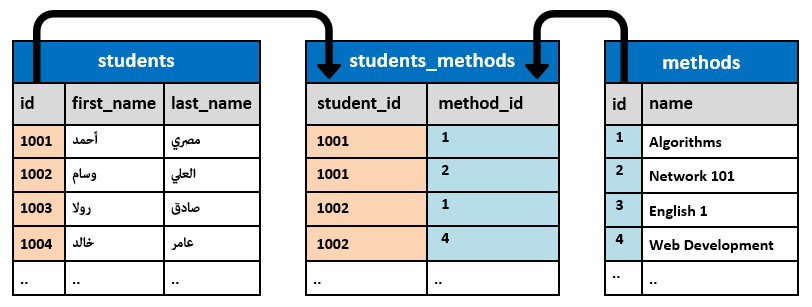 students
id first_name last_name
1001 أحمد مصري
1002 وسام العلي
1003 رولا صادق
1004 خالد عامر
.. .. ..
students_methods
student_id method_id
1001 1
1001 2
1002 1
1002 4
.. ..
methods
id name
1 Algorithms
2 Network 101
3 English 1
4 Web Development
.. ..